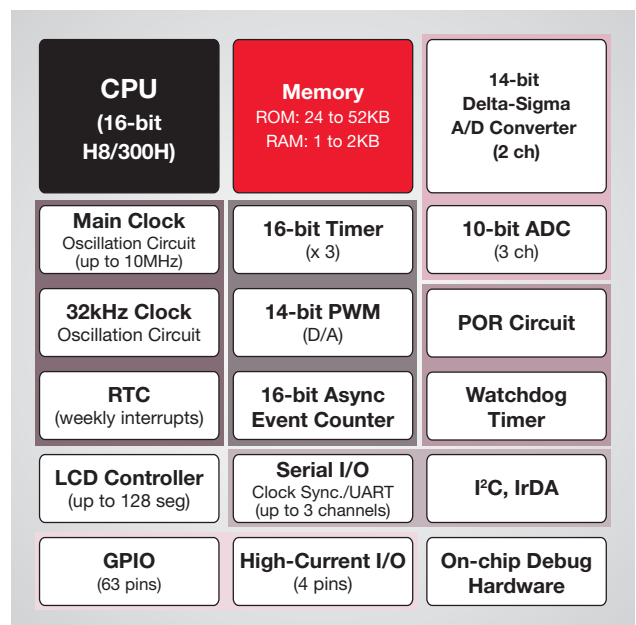 CPU
(16-bit
H8/300H)
Memory
ROM: 24 to 52KB
RAM: 1 to 2KB
14-bit
Delta-Sigma
A/D Converter
(2 ch)
Main Clock
Oscillation Circuit
(up to 10MHz)
16-bit Timer
(x 3)
10-bit ADC
(3 ch)
32kHz Clock
Oscillation Circuit
14-bit PWM
(D/A)
POR Circuit
RTC
(weekly interrupts)
16-bit Async
Event Counter
Watchdog
Timer
LCD Controller
(up to 128 seg)
Serial I/O
Clock Sync./UART
(up to 3 channels)
I²C, IrDA
GPIO
(63 pins)
High-Current I/O
(4 pins)
On-chip Debug
Hardware